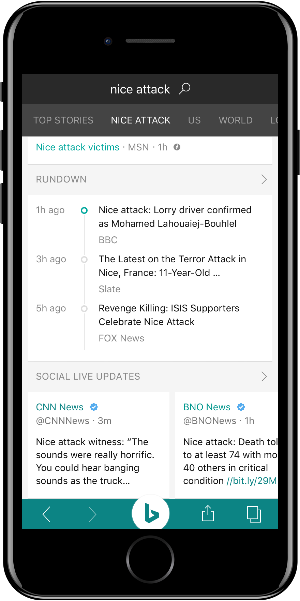 nice attack
TOP STORIES NICE ATTACK US WORLD LO
Nice attack victims · MSN · 1h
RUNDOWN
1h ago Nice attack: Lorry driver confirmed
as Mohamed Lahouaiej-Bouhlel
BBC
3h ago The Latest on the Terror Attack in
Nice, France: 11-Year-Old ...
Slate
5h ago Revenge Killing: ISIS Supporters
Celebrate Nice Attack
FOX News
SOCIAL LIVE UPDATES
CNN News
@CNNNews · 3m
Nice attack witness: “The
sounds were really horrific.
You could hear banging
sounds as the truck...
BNO News
@BNONews · 1h
Nice attack: Death tol
to at least 74 with mo
40 others in critical
condition //bit.ly/29M